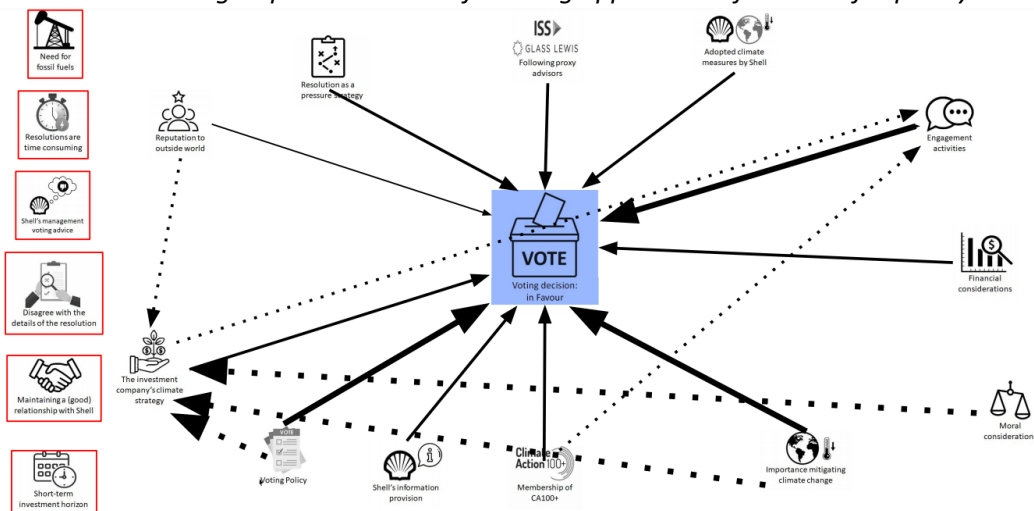 Need for
fossil fuels
Resolutions are
time consuming
Shell's management
voting advice
Disagree with the
details of the resolution
Maintaining a (good)
relationship with Shell
Short-term
investment horizon
Reputation to
outside world
Resolution as a
pressure strategy
ISS
GLASS LEWIS
Following proxy
advisors
Adopted climate
measures by Shell
Engagement
activities
VOTE
Voting decision:
in Favour
Financial
considerations
The investment
company's climate
strategy
VOTE
Voting Policy
Shell's information
provision
Climate
Action 100+
Membership of
CA100+
Importance mitigating
climate change
Moral
consideration